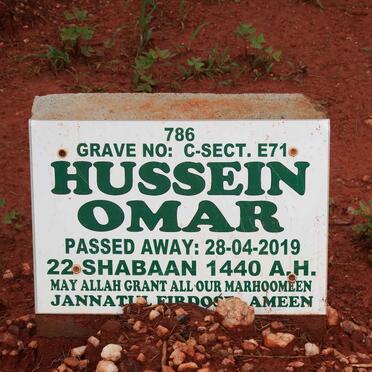 786
GRAVE NO: C-SECT. E71
HUSSEIN
OMAR
PASSED AWAY: 28-04-2019
22 SHABAAN 1440 A.H.
MAY ALLAH GRANT ALL OUR MARHOOMEEN
JANNATUL FIRDOSE AMEEN